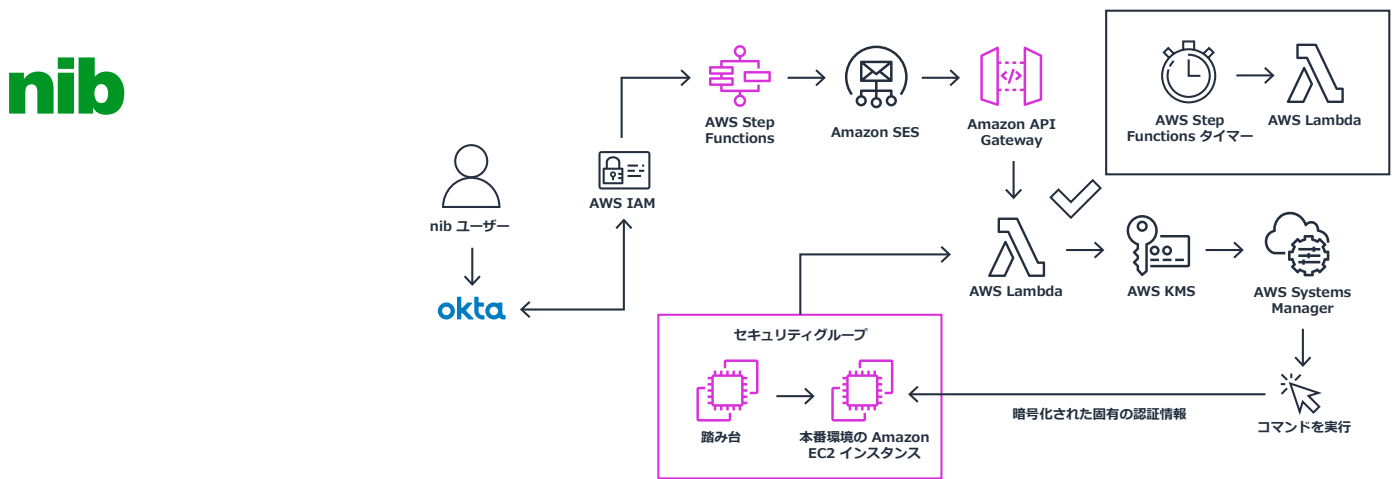 nib
AWS Step
Functions
Amazon SES
Amazon API
Gateway
AWS Step
Functions タイマー
AWS Lambda
nib ユーザー
AWS IAM
okta
AWS Lambda
AWS KMS
AWS Systems
Manager
セキュリティグループ
踏み台
本番環境の Amazon
EC2 インスタンス
暗号化された固有の認証情報
コマンドを実行